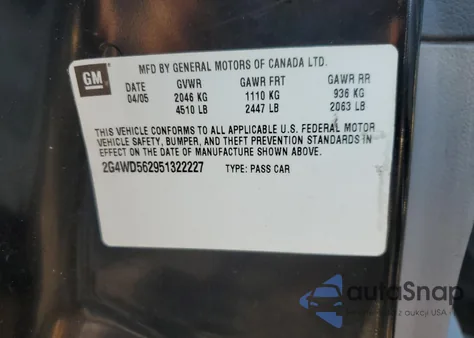 GM
MFD BY GENERAL MOTORS OF CANADA LTD.
DATE GVWR GAWR FRT GAWR RR
04/05 2046 KG 1110 KG 936 KG
4510 LB 2447 LB 2063 LB
THIS VEHICLE CONFORMS TO ALL APPLICABLE U.S. FEDERAL MOTOR
VEHICLE SAFETY, BUMPER, AND THEFT PREVENTION STANDARDS IN
EFFECT ON THE DATE OF MANUFACTURE SHOWN ABOVE.
2G4WD562951322227 TYPE: PASS CAR
autoSnap
z aukcji USA i